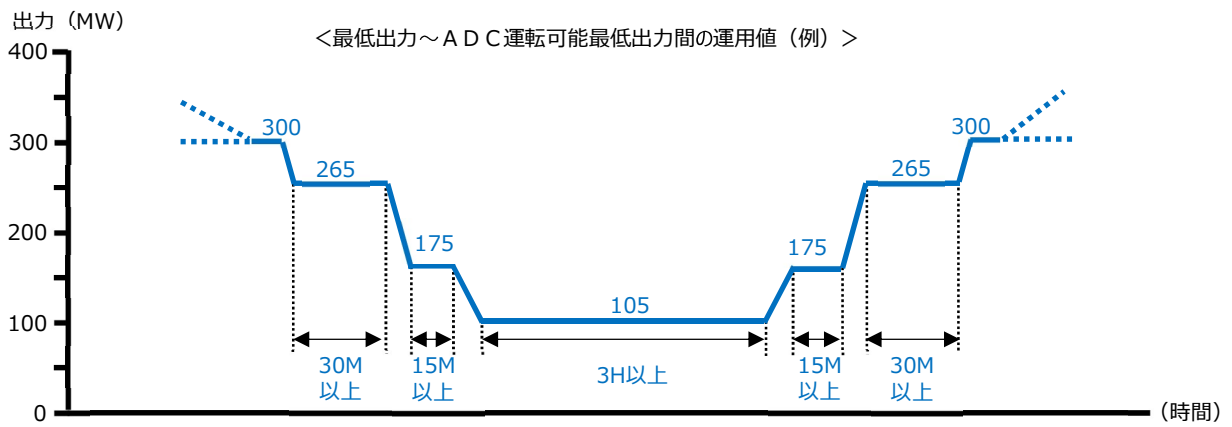 出力（MW）
＜最低出力～ＡＤＣ運転可能最低出力間の運用値（例）＞
400
300
200
100
0
300
265
175
105
175
265
300
30M
以上
15M
以上
3H以上
15M
以上
30M
以上
（時間）